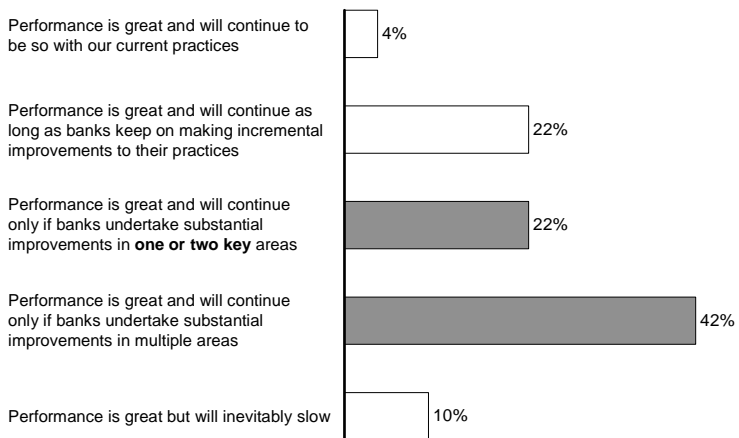 Performance is great and will continue to
be so with our current practices
4%
Performance is great and will continue as
long as banks keep on making incremental
improvements to their practices
22%
Performance is great and will continue
only if banks undertake substantial
improvements in one or two key areas
22%
Performance is great and will continue
only if banks undertake substantial
improvements in multiple areas
42%
Performance is great but will inevitably slow
10%